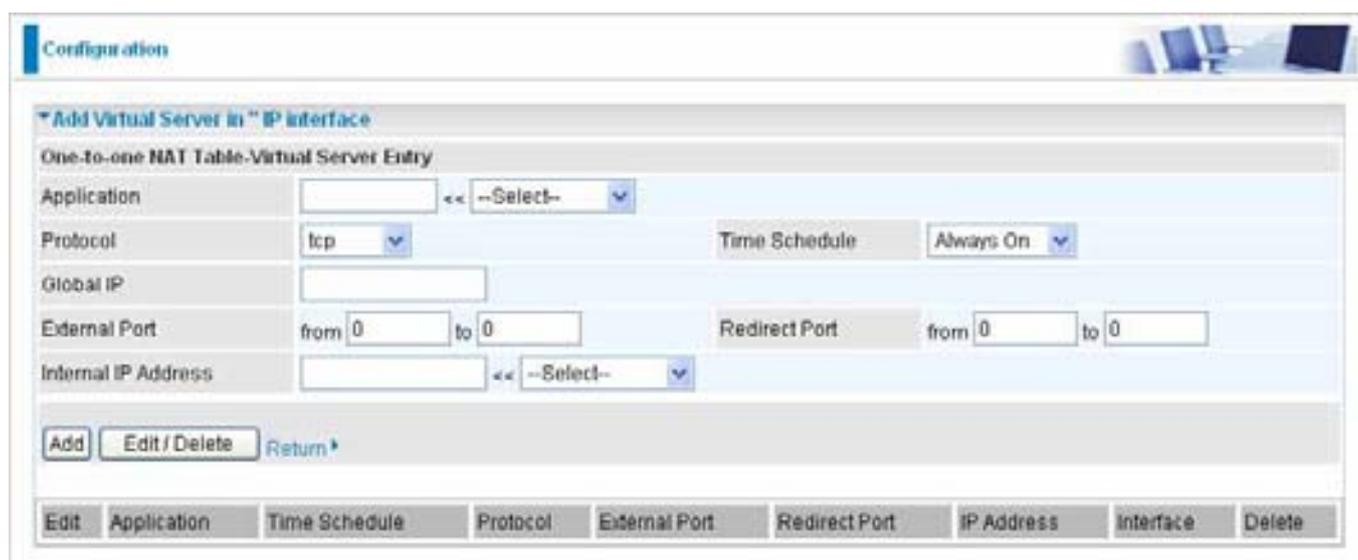 Configuration
Add Virtual Server in '' IP interface
One-to-one NAT Table-Virtual Server Entry
Application << --Select--
Protocol tcp Time Schedule Always On
Global IP
External Port from 0 to 0 Redirect Port from 0 to 0
Internal IP Address << --Select--
Add Edit / Delete Return
Edit Application Time Schedule Protocol External Port Redirect Port IP Address Interface Delete